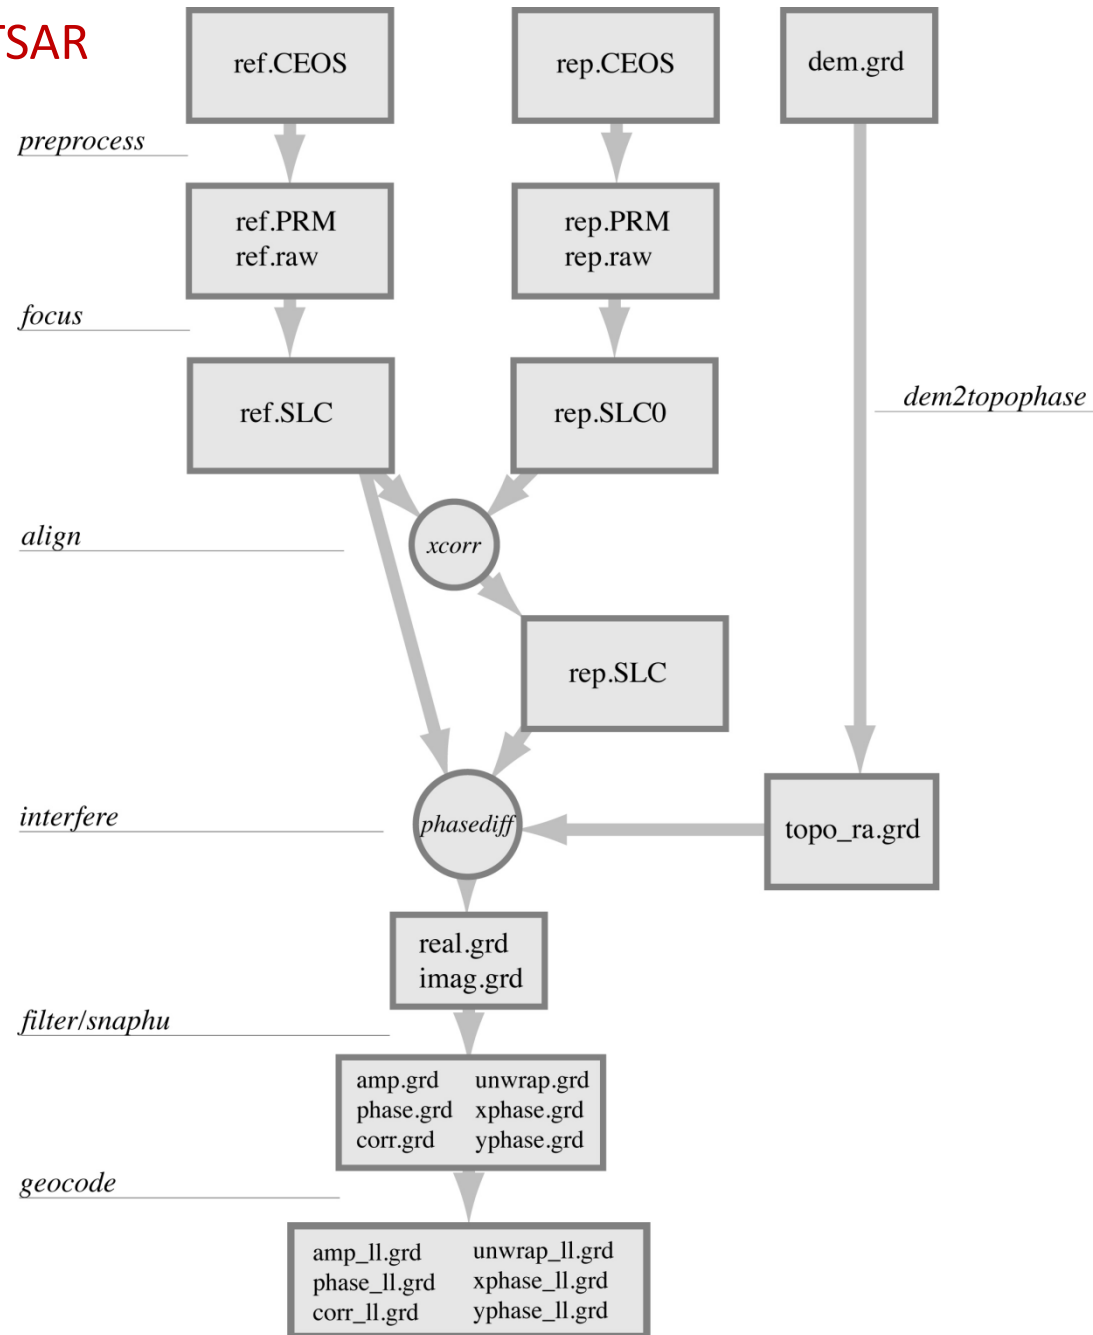 TSAR
ref.CEOS
rep.CEOS
dem.grd
preprocess
ref.PRM
ref.raw
rep.PRM
rep.raw
focus
ref.SLC
rep.SLC0
dem2topophase
align
xcorr
rep.SLC
interfere
phasediff
topo_ra.grd
real.grd
imag.grd
filter/snaphu
amp.grd unwrap.grd
phase.grd xphase.grd
corr.grd yphase.grd
geocode
amp_ll.grd unwrap_ll.grd
phase_ll.grd xphase_ll.grd
corr_ll.grd yphase_ll.grd